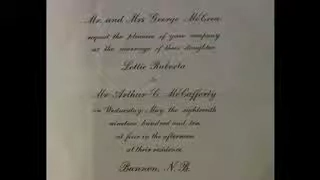 Mr. and Mrs George McCrea
request the pleasure of your company
at the marriage of their daughter
Lottie Roberta
to
Mr Arthur C. McCafferty
on Wednesday, May the eighteenth
nineteen hundred and ten
at four in the afternoon
at their residence
Bannon, N.B.